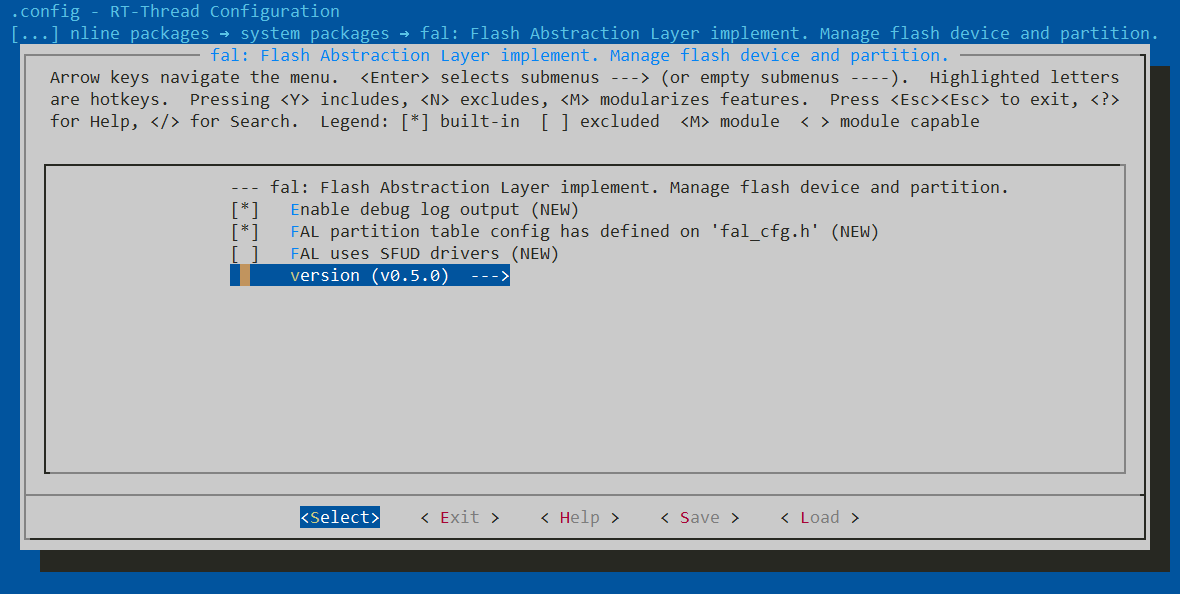 .config - RT-Thread Configuration
[...] nline packages → system packages → fal: Flash Abstraction Layer implement. Manage flash device and partition.
fal: Flash Abstraction Layer implement. Manage flash device and partition.
Arrow keys navigate the menu.  <Enter> selects submenus ---> (or empty submenus ----).  Highlighted letters
are hotkeys.  Pressing <Y> includes, <N> excludes, <M> modularizes features.  Press <Esc><Esc> to exit, <?>
for Help, </> for Search.  Legend: [*] built-in  [ ] excluded  <M> module  < > module capable
--- fal: Flash Abstraction Layer implement. Manage flash device and partition.
[*]   Enable debug log output (NEW)
[*]   FAL partition table config has defined on 'fal_cfg.h' (NEW)
[ ]   FAL uses SFUD drivers (NEW)
version (v0.5.0)  --->
<Select>    < Exit >    < Help >    < Save >    < Load >